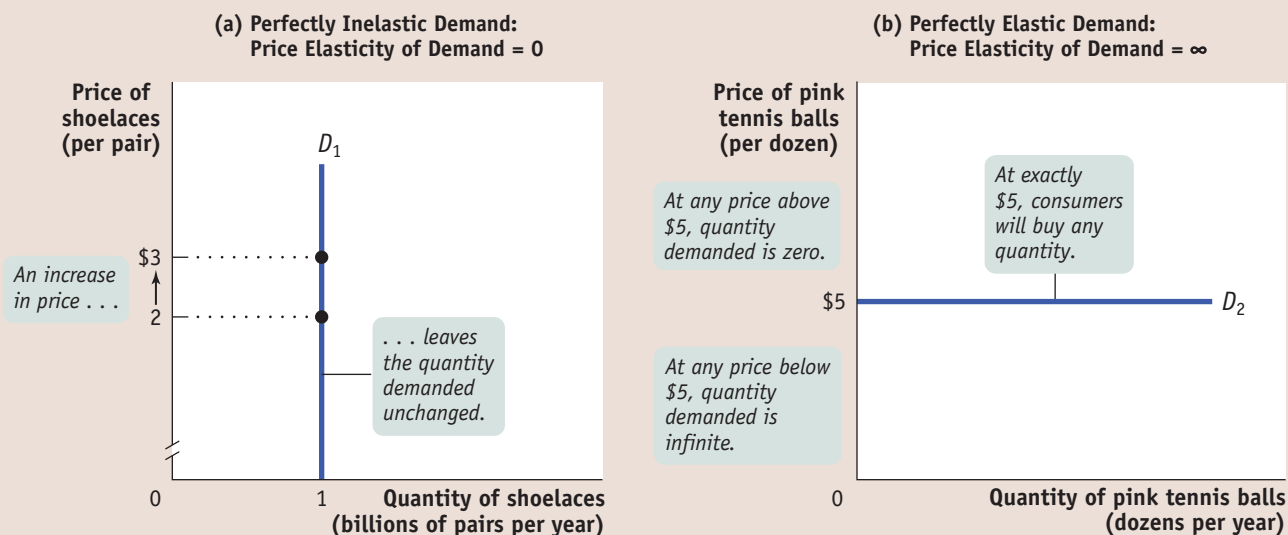 (a) Perfectly Inelastic Demand:
Price Elasticity of Demand = 0
Price of
shoelaces
(per pair)
D1
$3
An increase
in price . . .
2
. . . leaves
the quantity
demanded
unchanged.
0
1
Quantity of shoelaces
(billions of pairs per year)
(b) Perfectly Elastic Demand:
Price Elasticity of Demand = ∞
Price of pink
tennis balls
(per dozen)
At any price above
$5, quantity
demanded is zero.
At exactly
$5, consumers
will buy any
quantity.
$5
D2
At any price below
$5, quantity
demanded is
infinite.
0
Quantity of pink tennis balls
(dozens per year)